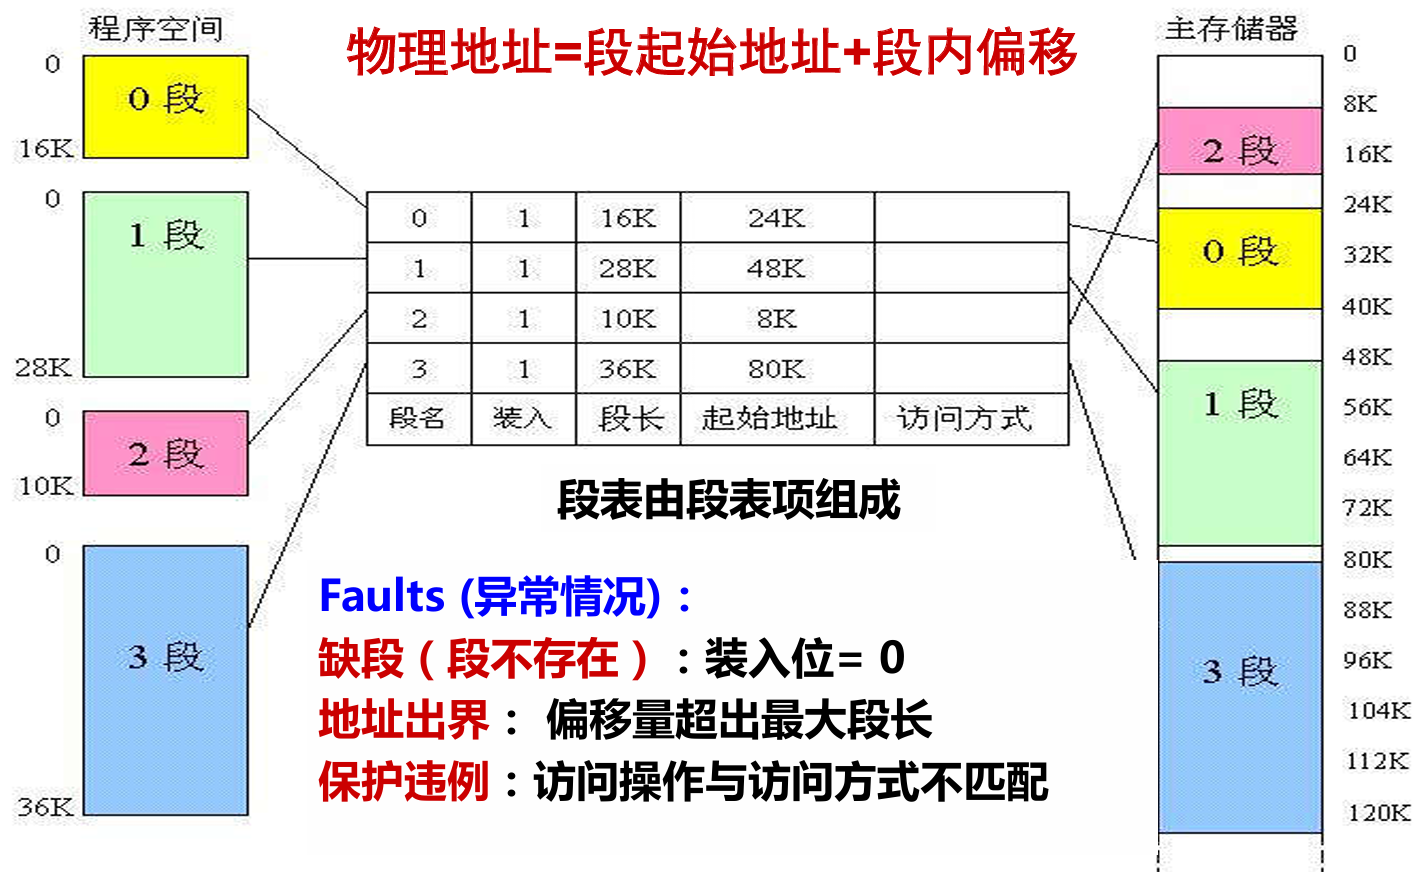 程序空间
物理地址=段起始地址+段内偏移
主存储器
0
0 段
16K
0
1 段
28K
0
2 段
10K
0
3 段
36K
0 1 16K 24K
1 1 28K 48K
2 1 10K 8K
3 1 36K 80K
段名 装入 段长 起始地址 访问方式
段表由段表项组成
Faults (异常情况)：
缺段（段不存在）：装入位= 0
地址出界： 偏移量超出最大段长
保护违例：访问操作与访问方式不匹配
0
8K
2 段
16K
24K
0 段
32K
40K
48K
1 段
56K
64K
72K
80K
88K
96K
3 段
104K
112K
120K